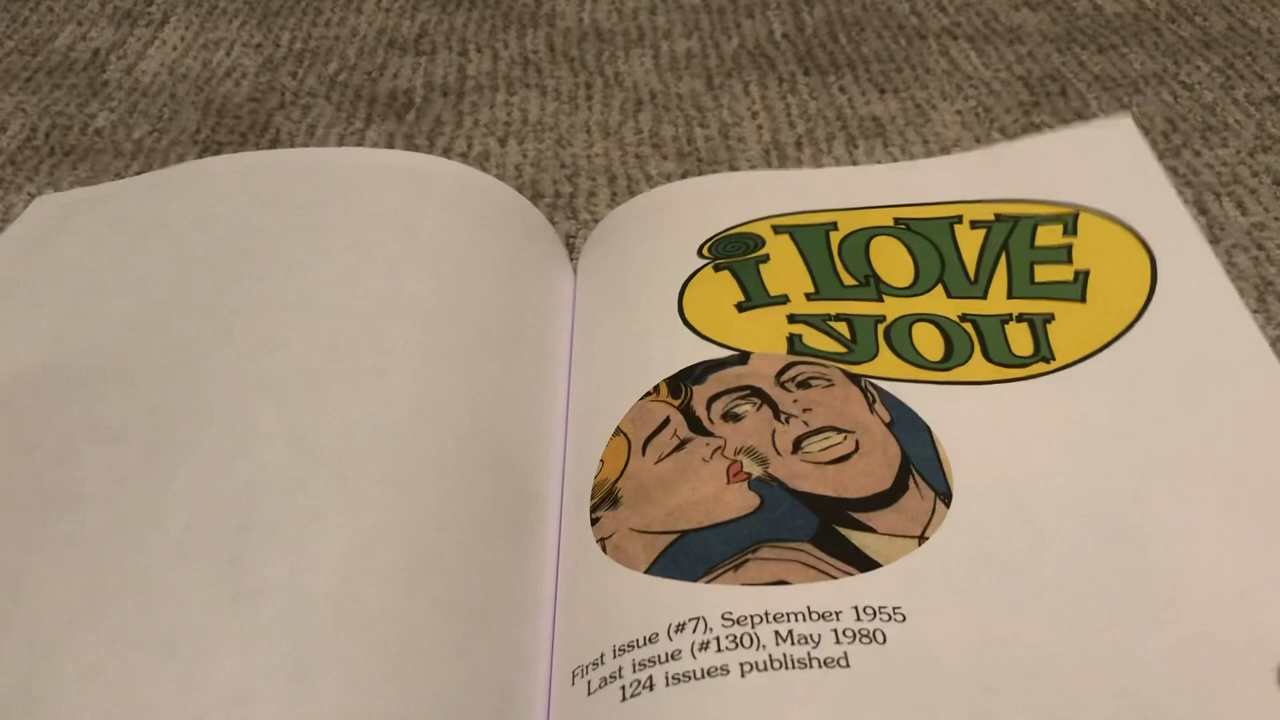 i LOVE
YOU
First issue (#7), September 1955
Last issue (#130), May 1980
124 issues published